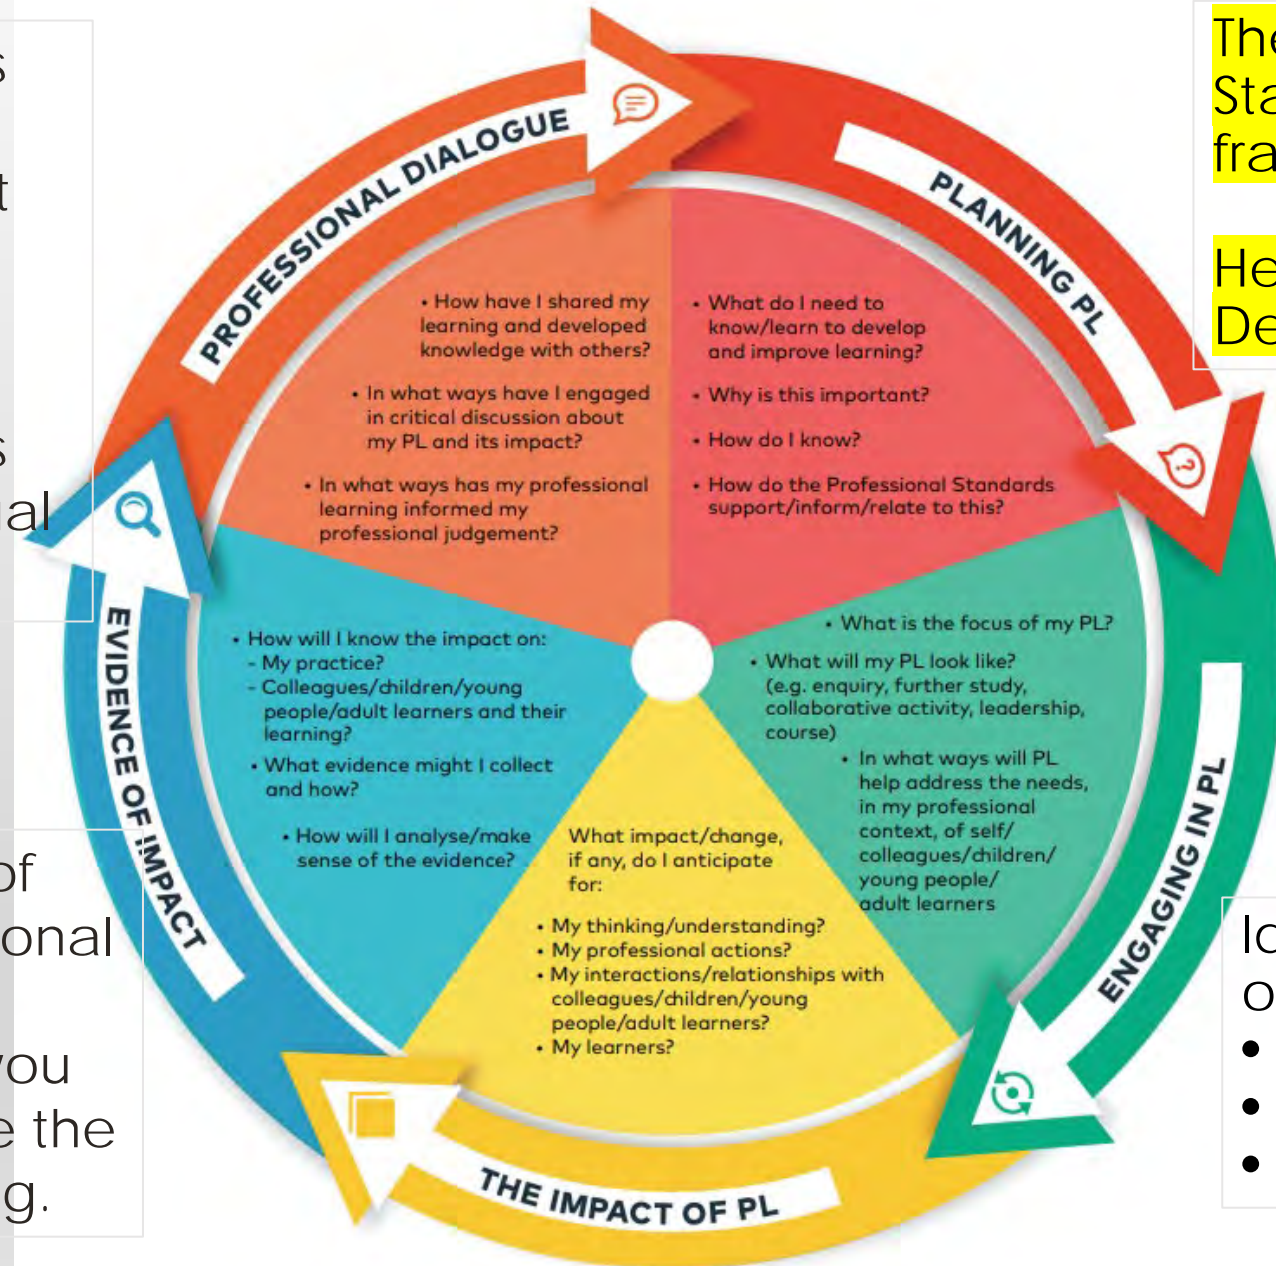 PROFESSIONAL DIALOGUE
• How have I shared my
learning and developed
knowledge with others?
• In what ways have I engaged
in critical discussion about
my PL and its impact?
• In what ways has my professional
learning informed my
professional judgement?
PLANNING PL
• What do I need to
know/learn to develop
and improve learning?
• Why is this important?
• How do I know?
• How do the Professional Standards
support/inform/relate to this?
ENGAGING IN PL
• What is the focus of my PL?
• What will my PL look like?
(e.g. enquiry, further study,
collaborative activity, leadership,
course)
• In what ways will PL
help address the needs,
in my professional
context, of self/
colleagues/children/
young people/
adult learners
THE IMPACT OF PL
What impact/change,
if any, do I anticipate
for:
• My thinking/understanding?
• My professional actions?
• My interactions/relationships with
colleagues/children/young
people/adult learners?
• My learners?
EVIDENCE OF IMPACT
• How will I know the impact on:
- My practice?
- Colleagues/children/young
people/adult learners and their
learning?
• What evidence might I collect
and how?
• How will I analyse/make
sense of the evidence?
of
onal
you
e the
g.
The
Sta
fra
He
De